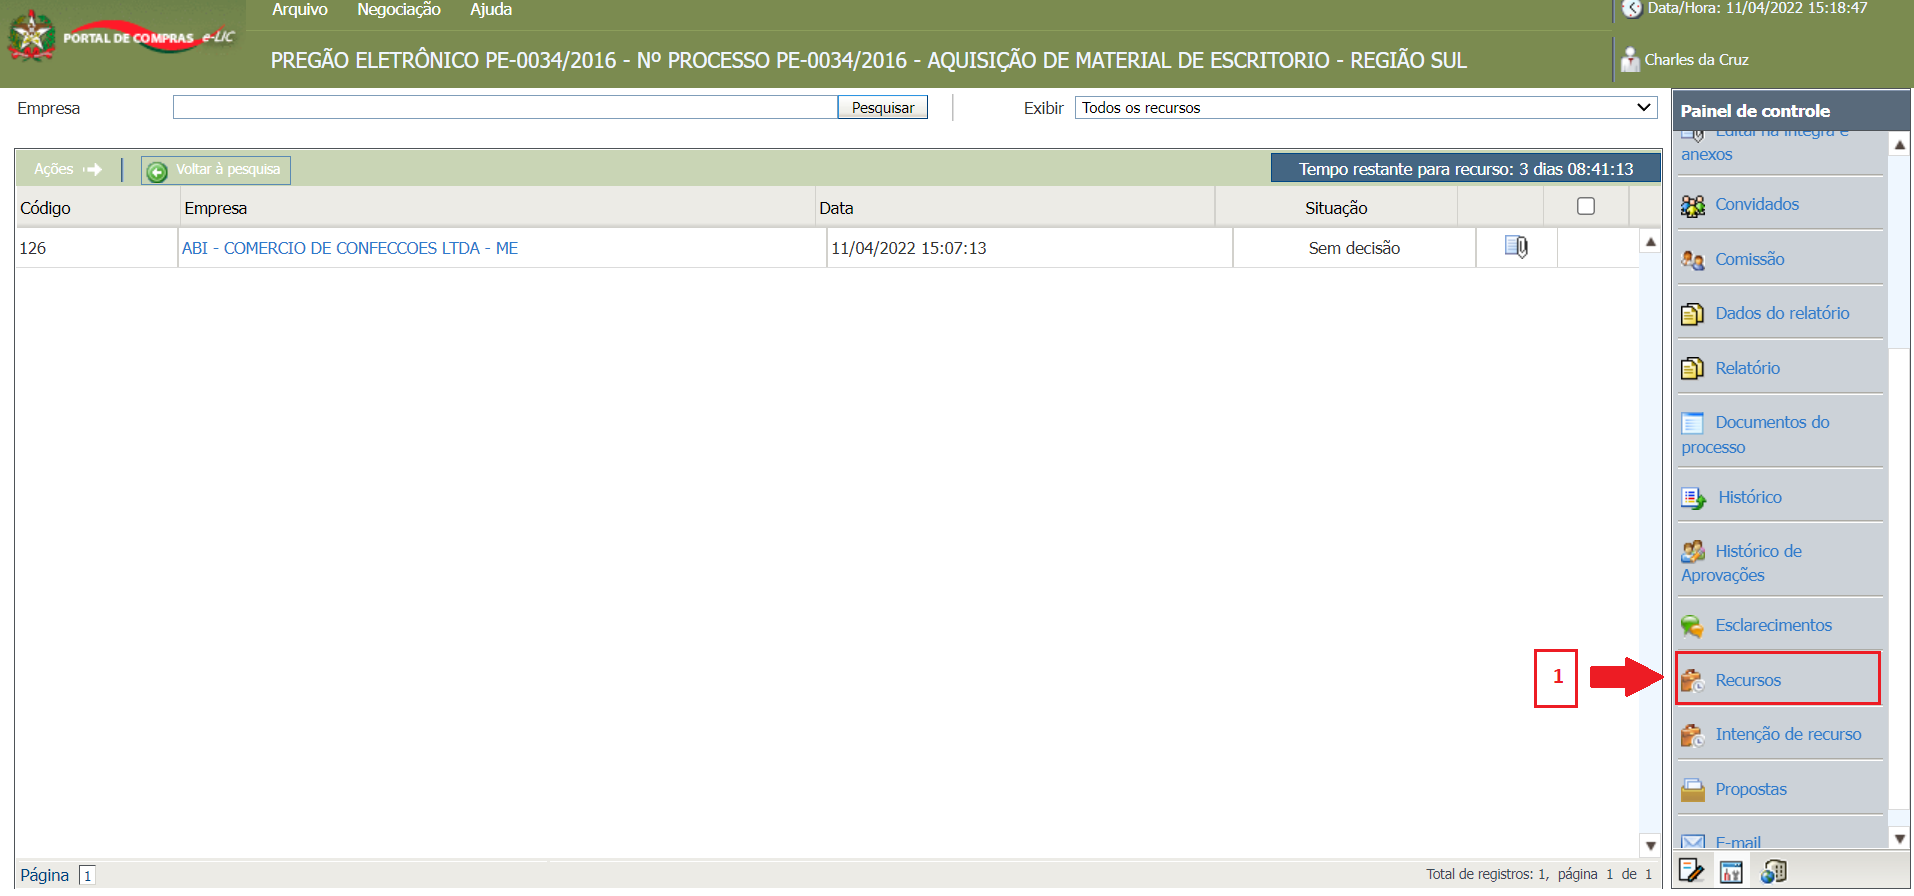 PORTAL DE COMPRAS e-LIC
Arquivo Negociação Ajuda
Data/Hora: 11/04/2022 15:18:47
PREGÃO ELETRÔNICO PE-0034/2016 - Nº PROCESSO PE-0034/2016 - AQUISIÇÃO DE MATERIAL DE ESCRITORIO - REGIÃO SUL
Charles da Cruz
Empresa Pesquisar Exibir Todos os recursos
Ações Voltar à pesquisa Tempo restante para recurso: 3 dias 08:41:13
Código Empresa Data Situação
126 ABI - COMERCIO DE CONFECCOES LTDA - ME 11/04/2022 15:07:13 Sem decisão
Painel de controle
Edital na íntegra e
anexos
Convidados
Comissão
Dados do relatório
Relatório
Documentos do
processo
Histórico
Histórico de
Aprovações
Esclarecimentos
1
Recursos
Intenção de recurso
Propostas
E-mail
Página 1
Total de registros: 1, página 1 de 1